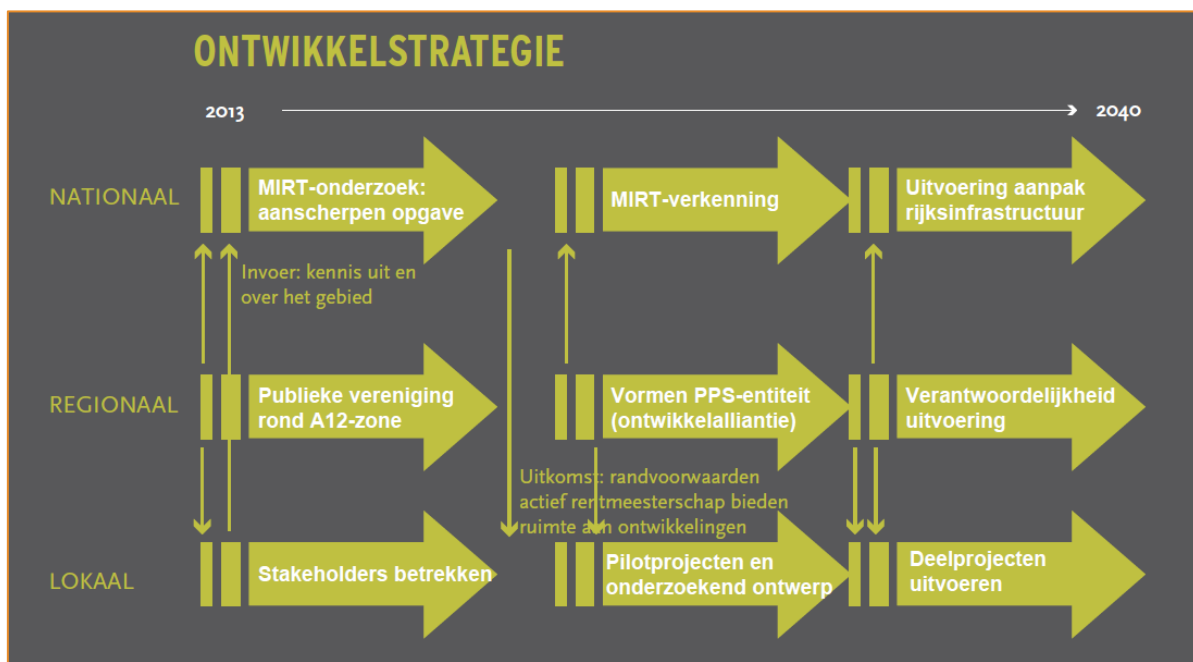 ONTWIKKELSTRATEGIE
2013
2040
NATIONAAL
MIRT-onderzoek:
aanscherpen opgave
MIRT-verkenning
Uitvoering aanpak
rijksinfrastructuur
Invoer: kennis uit en
over het gebied
REGIONAAL
Publieke vereniging
rond A12-zone
Vormen PPS-entiteit
(ontwikkelalliantie)
Verantwoordelijkheid
uitvoering
Uitkomst: randvoorwaarden
actief rentmeesterschap bieden
ruimte aan ontwikkelingen
LOKAAL
Stakeholders betrekken
Pilotprojecten en
onderzoekend ontwerp
Deelprojecten
uitvoeren